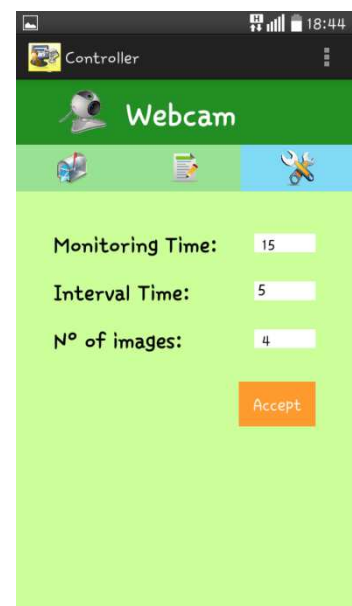 H 18:44
Controller
Webcam
Monitoring Time: 15
Interval Time: 5
Nº of images: 4
Accept